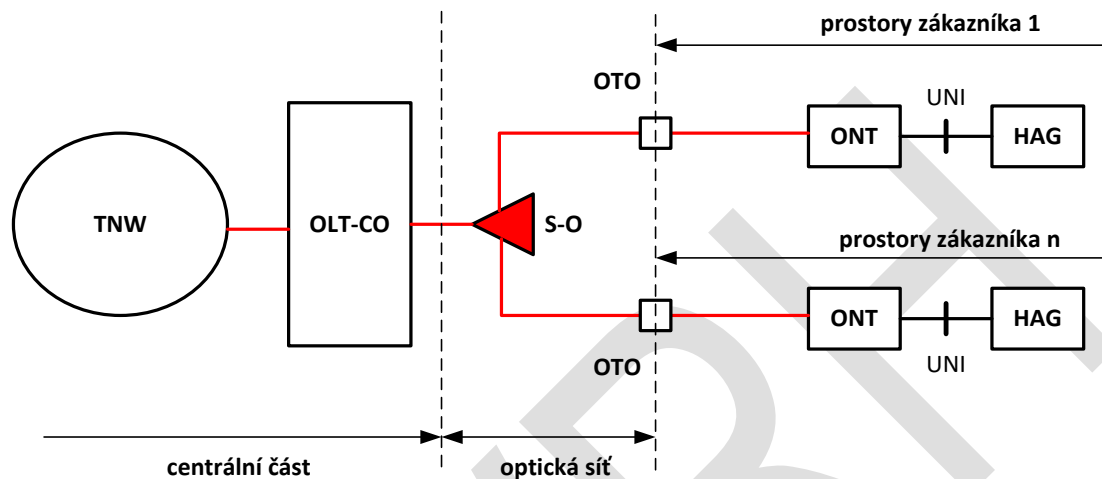 prostory zákazníka 1
OTO
UNI
ONT
HAG
TNW
OLT-CO
S-O
prostory zákazníka n
ONT
HAG
OTO
UNI
centrální část
optická síť